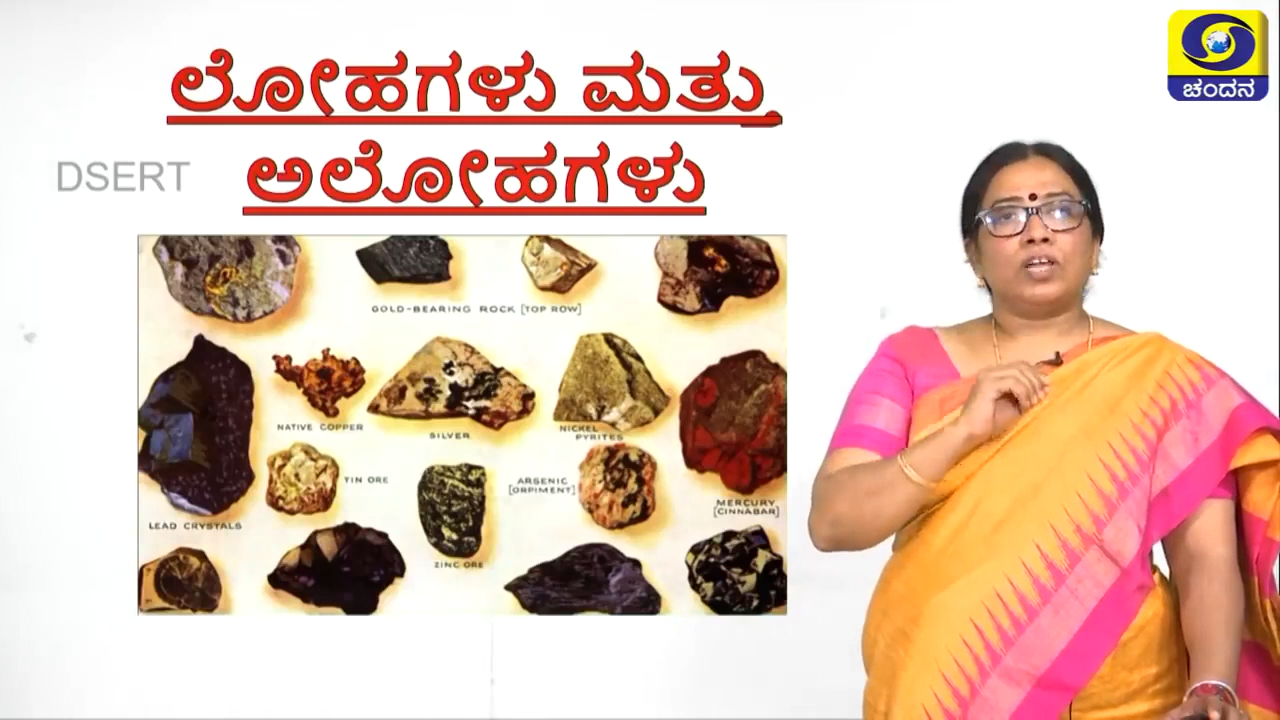 ಲೋಹಗಳು ಮತ್ತು
ಅಲೋಹಗಳು
DSERT
ಚಂದನ
GOLD-BEARING ROCK [TOP ROW]
NATIVE COPPER
SILVER
NICKEL
PYRITES
TIN ORE
ARSENIC
[ORPIMENT]
MERCURY
[CINNABAR]
LEAD CRYSTALS
ZINC ORE